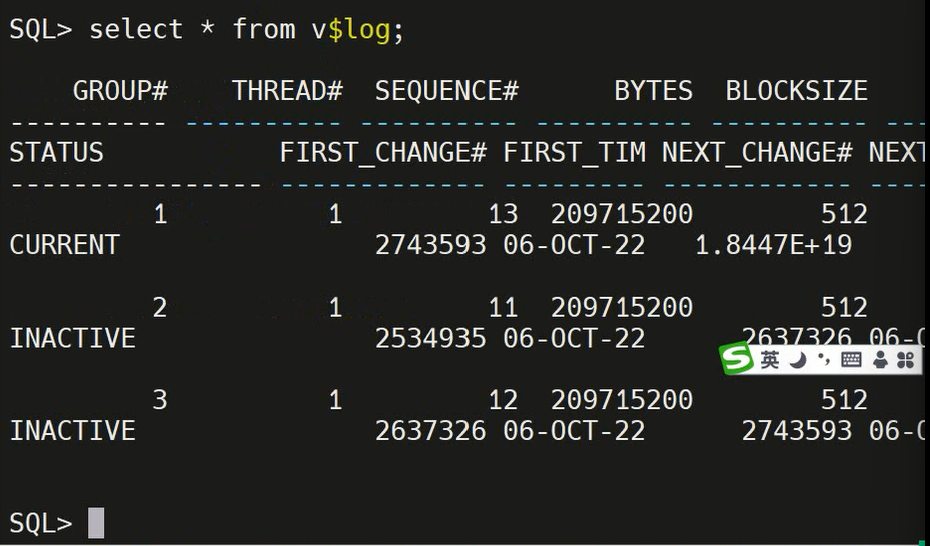 SQL> select * from v$log;
GROUP# THREAD# SEQUENCE# BYTES BLOCKSIZE
---------- ---------- ---------- ---------- ---------- ---
STATUS FIRST_CHANGE# FIRST_TIM NEXT_CHANGE# NEXT
---------------- ------------- --------- ------------ ----
1 1 13 209715200 512
CURRENT 2743593 06-OCT-22 1.8447E+19
2 1 11 209715200 512
INACTIVE 2534935 06-OCT-22 2637326 06-
英
3 1 12 209715200 512
INACTIVE 2637326 06-OCT-22 2743593 06-
SQL>